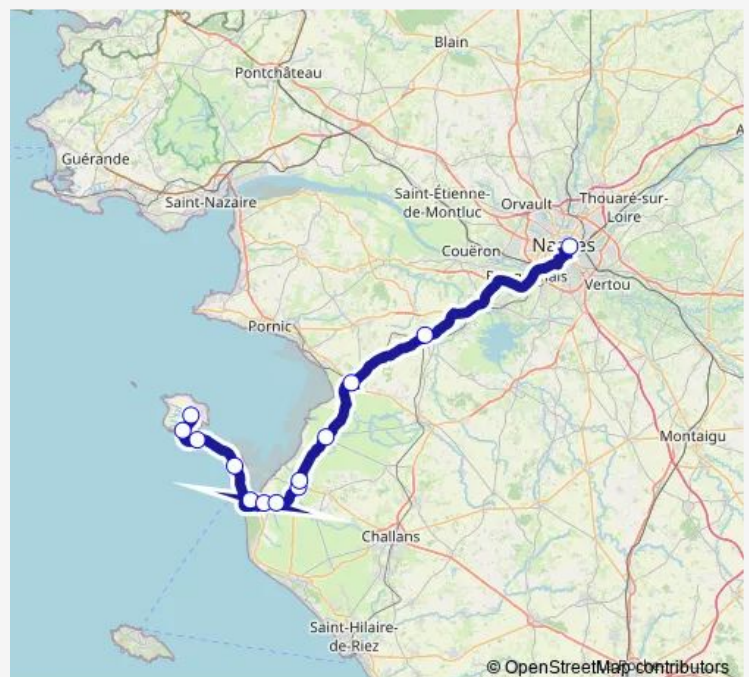 Blain
Pontchâteau
Guérande
Saint-Étienne-
de-Montluc
Orvault
Thouaré-sur-
Loire
Saint-Nazaire
Couëron
Vertou
Pornic
Montaigu
Challans
Saint-Hilaire-
de-Riez
© OpenStreetMap contributors